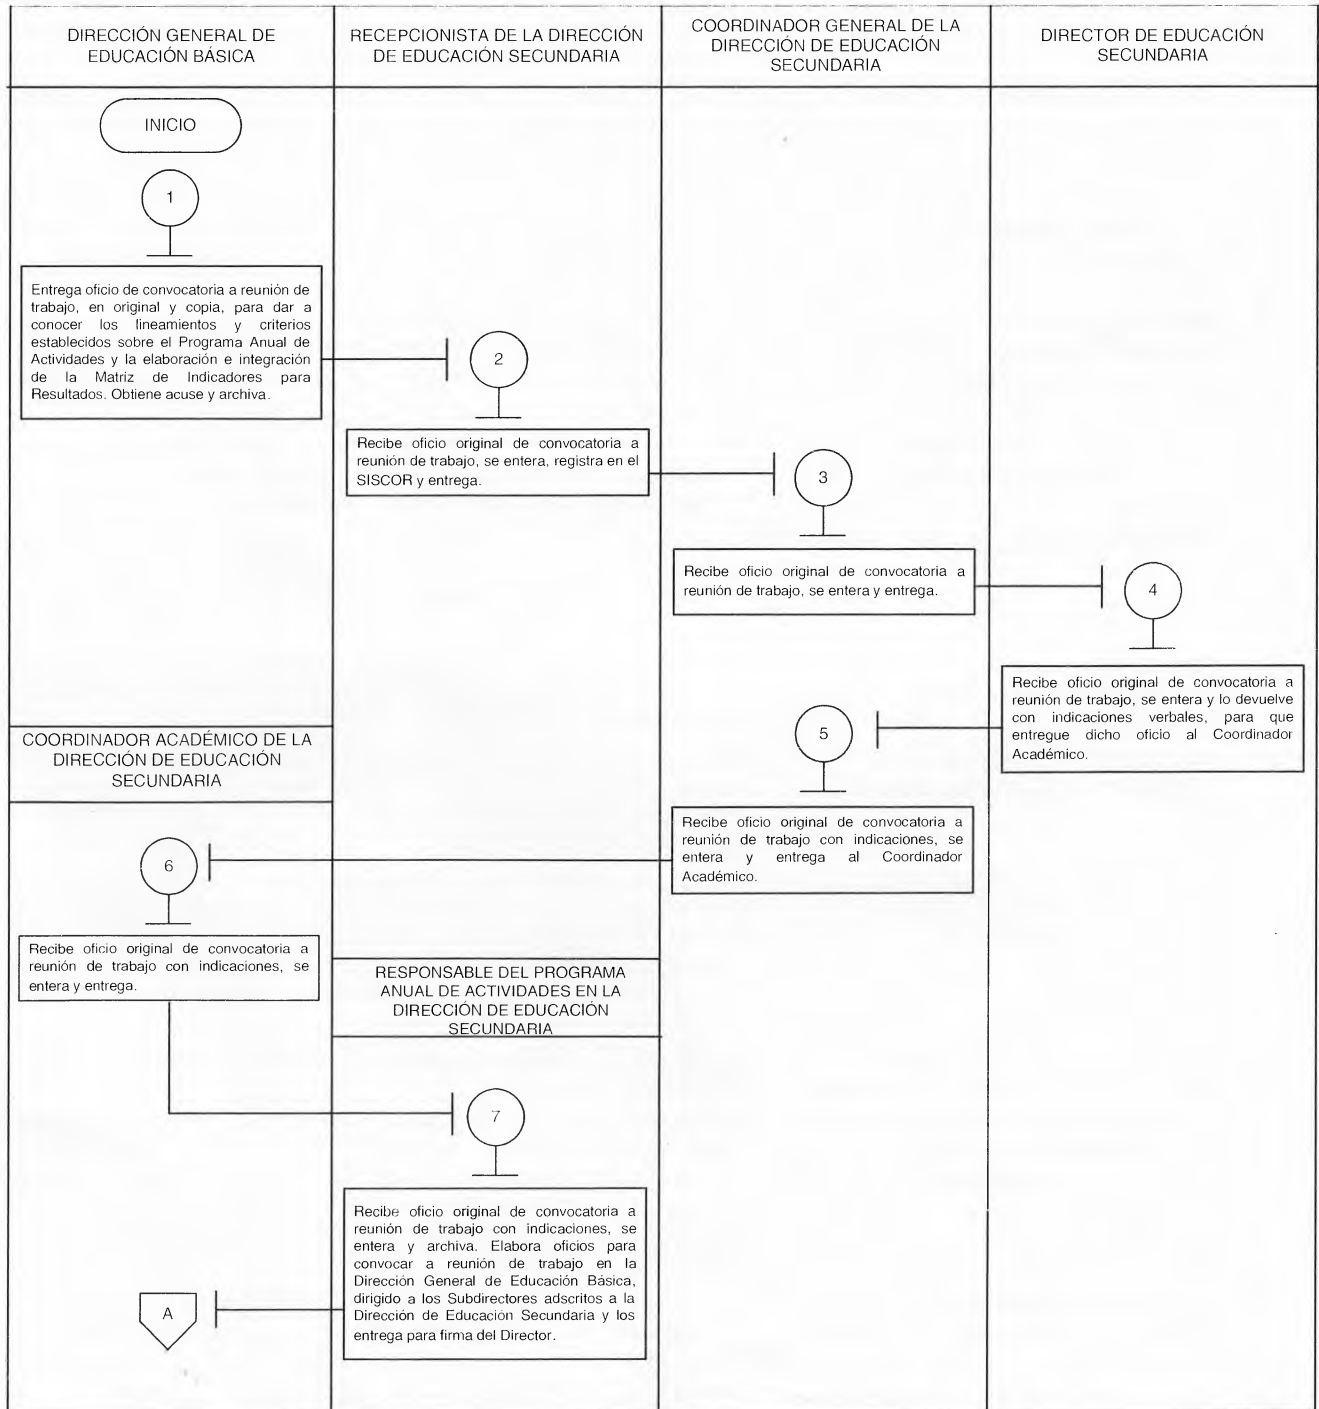 DIRECCIÓN GENERAL DE
EDUCACIÓN BÁSICA
RECEPCIONISTA DE LA DIRECCIÓN
DE EDUCACIÓN SECUNDARIA
COORDINADOR GENERAL DE LA
DIRECCIÓN DE EDUCACIÓN
SECUNDARIA
DIRECTOR DE EDUCACIÓN
SECUNDARIA
INICIO
1
Entrega oficio de convocatoria a reunión de
trabajo, en original y copia, para dar a
conocer los lineamientos y criterios
establecidos sobre el Programa Anual de
Actividades y la elaboración e integración
de la Matriz de Indicadores para
Resultados. Obtiene acuse y archiva.
2
Recibe oficio original de convocatoria a
reunión de trabajo, se entera, registra en el
SISCOR y entrega.
3
Recibe oficio original de convocatoria a
reunión de trabajo, se entera y entrega.
4
Recibe oficio original de convocatoria a
reunión de trabajo, se entera y lo devuelve
con indicaciones verbales, para que
entregue dicho oficio al Coordinador
Académico.
5
Recibe oficio original de convocatoria a
reunión de trabajo con indicaciones, se
entera y entrega al Coordinador
Académico.
COORDINADOR ACADÉMICO DE LA
DIRECCIÓN DE EDUCACIÓN
SECUNDARIA
6
Recibe oficio original de convocatoria a
reunión de trabajo con indicaciones, se
entera y entrega.
RESPONSABLE DEL PROGRAMA
ANUAL DE ACTIVIDADES EN LA
DIRECCIÓN DE EDUCACIÓN
SECUNDARIA
7
Recibe oficio original de convocatoria a
reunión de trabajo con indicaciones, se
entera y archiva. Elabora oficios para
convocar a reunión de trabajo en la
Dirección General de Educación Básica,
dirigido a los Subdirectores adscritos a la
Dirección de Educación Secundaria y los
entrega para firma del Director.
A